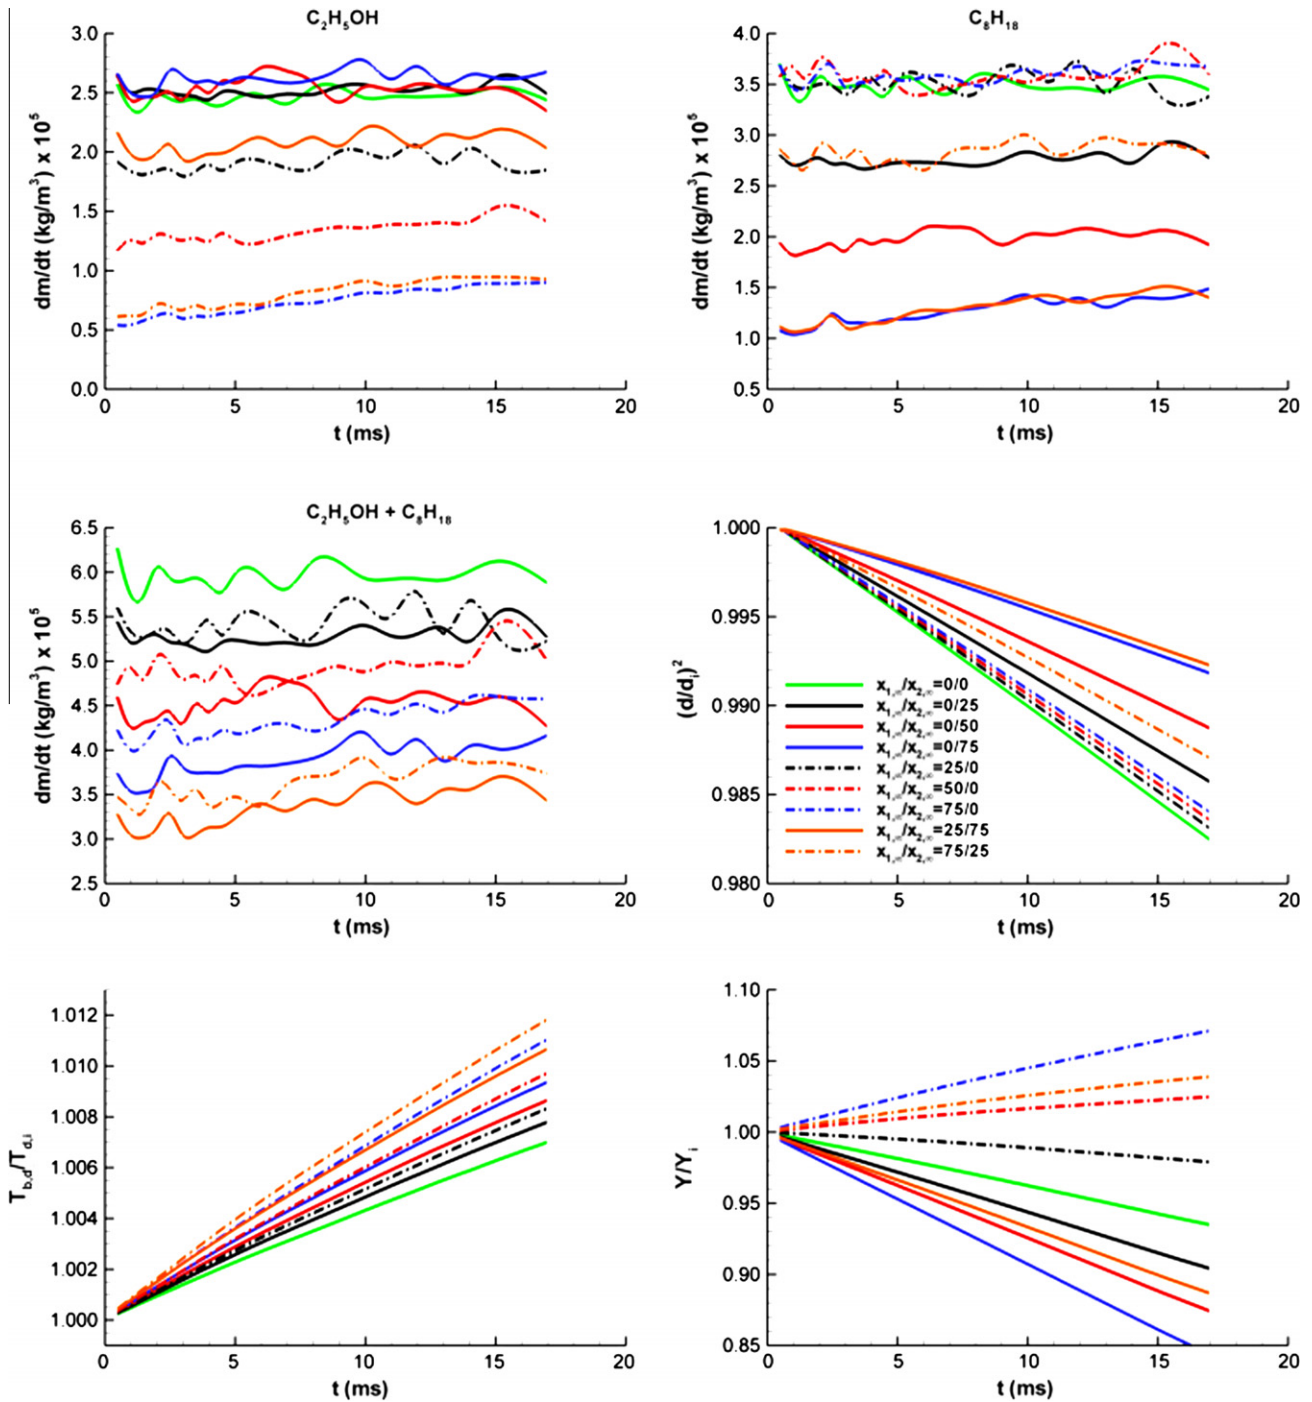 C₂H₅OH
3.0
2.5
2.0
1.5
1.0
0.5
0.0
0 5 10 15 20
dm/dt (kg/m³) x 10⁵
t (ms)
C₈H₁₈
4.0
3.5
3.0
2.5
2.0
1.5
1.0
0.5
0 5 10 15 20
dm/dt (kg/m³) x 10⁵
t (ms)
C₂H₅OH + C₈H₁₈
6.5
6.0
5.5
5.0
4.5
4.0
3.5
3.0
2.5
0 5 10 15 20
dm/dt (kg/m³) x 10⁵
t (ms)
1.000
0.995
0.990
0.985
0.980
0 5 10 15 20
(d/dᵢ)²
t (ms)
x₁,∞/x₂,∞=0/0
x₁,∞/x₂,∞=0/25
x₁,∞/x₂,∞=0/50
x₁,∞/x₂,∞=0/75
x₁,∞/x₂,∞=25/0
x₁,∞/x₂,∞=50/0
x₁,∞/x₂,∞=75/0
x₁,∞/x₂,∞=25/75
x₁,∞/x₂,∞=75/25
1.012
1.010
1.008
1.006
1.004
1.002
1.000
0 5 10 15 20
T_b,d/T_d,i
t (ms)
1.10
1.05
1.00
0.95
0.90
0.85
0 5 10 15 20
Y/Yᵢ
t (ms)